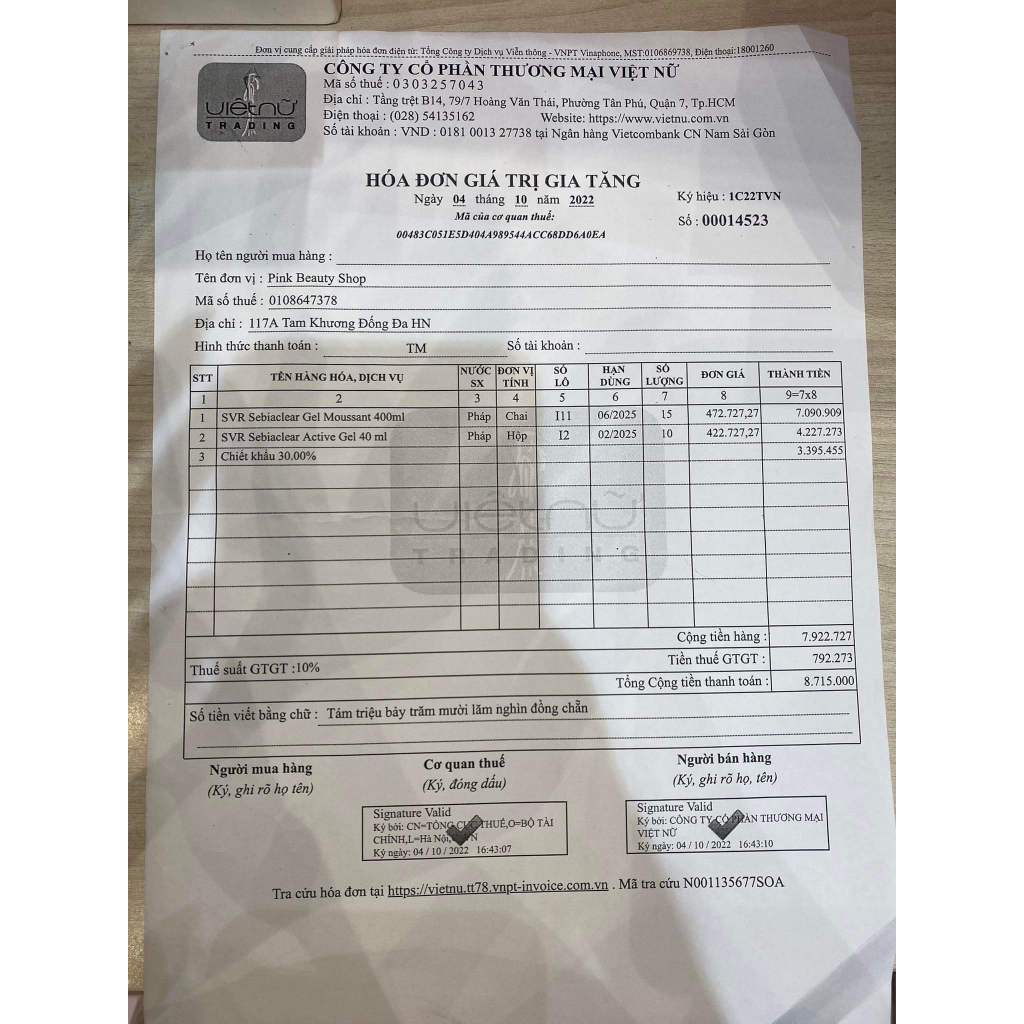 Đơn vị cung cấp giải pháp hóa đơn điện tử: Tổng Công ty Dịch vụ Viễn thông - VNPT Vinaphone, MST:0106869738, Điện thoại:18001260
việtnữ
TRADING
CÔNG TY CỔ PHẦN THƯƠNG MẠI VIỆT NỮ
Mã số thuế : 0303257043
Địa chỉ : Tầng trệt B14, 79/7 Hoàng Văn Thái, Phường Tân Phú, Quận 7, Tp.HCM
Điện thoại : (028) 54135162 Website: https://www.vietnu.com.vn
Số tài khoản : VND : 0181 0013 27738 tại Ngân hàng Vietcombank CN Nam Sài Gòn
HÓA ĐƠN GIÁ TRỊ GIA TĂNG
Ngày 04 tháng 10 năm 2022
Ký hiệu : 1C22TVN
Mã của cơ quan thuế:
Số : 00014523
00483C051E5D404A989544ACC68DD6A0EA
Họ tên người mua hàng :
Tên đơn vị : Pink Beauty Shop
Mã số thuế : 0108647378
Địa chỉ : 117A Tam Khương Đống Đa HN
Hình thức thanh toán : TM Số tài khoản :
STT TÊN HÀNG HÓA, DỊCH VỤ NƯỚC SX ĐƠN VỊ TÍNH SỐ LÔ HẠN DÙNG SỐ LƯỢNG ĐƠN GIÁ THÀNH TIỀN
1 2 3 4 5 6 7 8 9=7x8
1 SVR Sebiaclear Gel Moussant 400ml Pháp Chai I11 06/2025 15 472.727,27 7.090.909
2 SVR Sebiaclear Active Gel 40 ml Pháp Hộp I2 02/2025 10 422.727,27 4.227.273
3 Chiết khấu 30.00% 3.395.455
việtnữ
TRADING
Cộng tiền hàng : 7.922.727
Thuế suất GTGT :10% Tiền thuế GTGT : 792.273
Tổng Cộng tiền thanh toán : 8.715.000
Số tiền viết bằng chữ : Tám triệu bảy trăm mười lăm nghìn đồng chẵn
Người mua hàng Cơ quan thuế Người bán hàng
(Ký, ghi rõ họ tên) (Ký, đóng dấu) (Ký, ghi rõ họ, tên)
Signature Valid
Ký bởi: CN=TỔNG CỤC THUẾ,O=BỘ TÀI
CHÍNH,L=Hà Nội,
Ký ngày: 04 / 10 / 2022 16:43:07
Signature Valid
Ký bởi: CÔNG TY CỔ PHẦN THƯƠNG MẠI
VIỆT NỮ
Ký ngày: 04 / 10 / 2022 16:43:10
Tra cứu hóa đơn tại https://vietnu.tt78.vnpt-invoice.com.vn . Mã tra cứu N001135677SOA